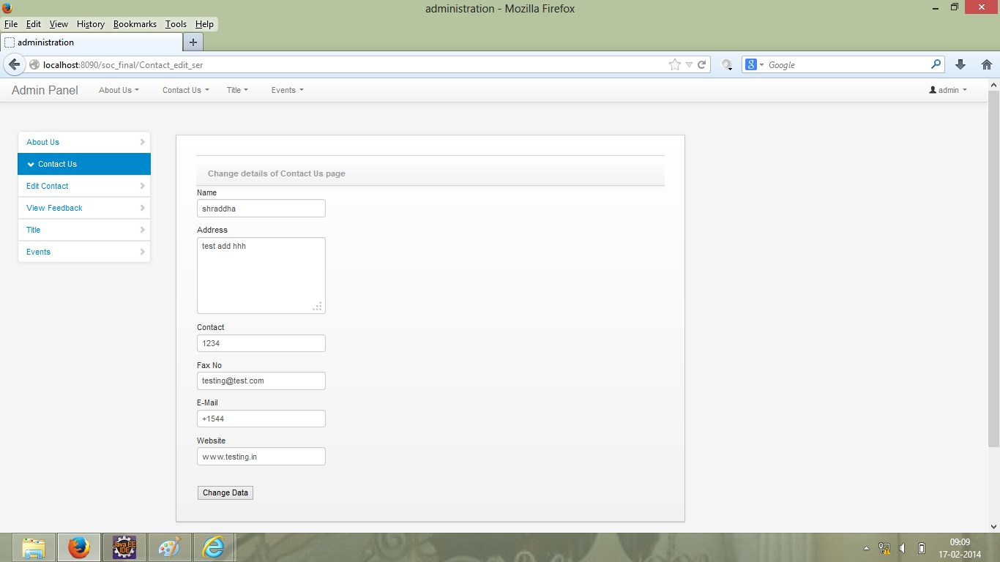 administration - Mozilla Firefox
File Edit View History Bookmarks Tools Help
administration
localhost:8090/soc_final/Contact_edit_ser
Google
Admin Panel About Us Contact Us Title Events admin
About Us
Contact Us
Edit Contact
View Feedback
Title
Events
Change details of Contact Us page
Name
shraddha
Address
test add hhh
Contact
1234
Fax No
testing@test.com
E-Mail
+1544
Website
www.testing.in
Change Data
Java EE
IDE
09:09
17-02-2014